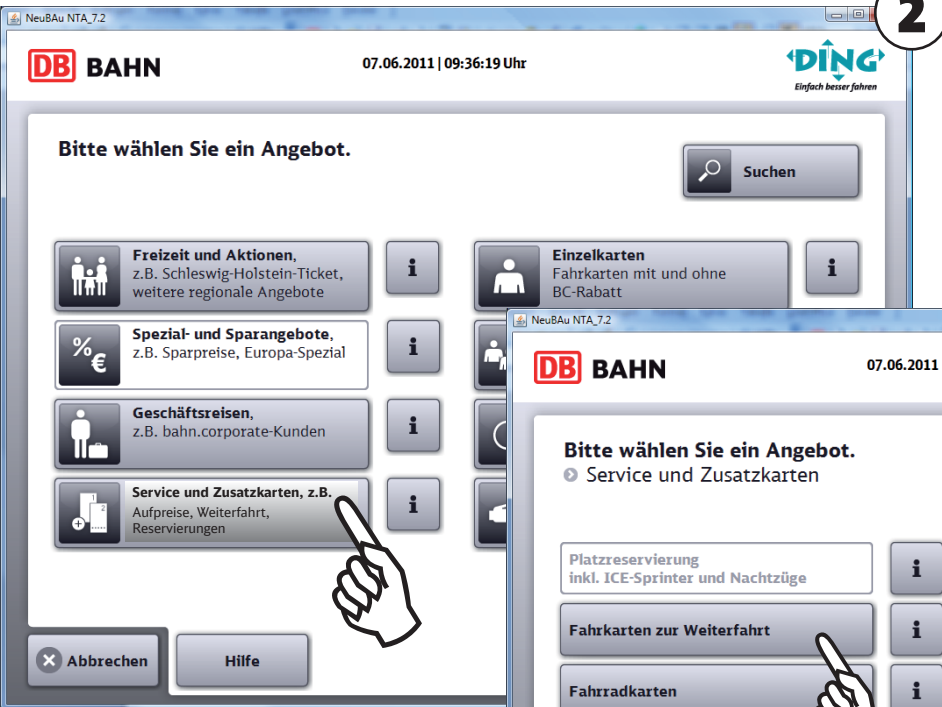 NeuBAu NTA_7.2
2
DB BAHN
07.06.2011 | 09:36:19 Uhr
DING
Einfach besser fahren
Bitte wählen Sie ein Angebot.
Suchen
Freizeit und Aktionen,
z.B. Schleswig-Holstein-Ticket,
weitere regionale Angebote
i
Einzelkarten
Fahrkarten mit und ohne
BC-Rabatt
i
% €
Spezial- und Sparangebote,
z.B. Sparpreise, Europa-Spezial
i
Geschäftsreisen,
z.B. bahn.corporate-Kunden
i
1
2
Service und Zusatzkarten, z.B.
Aufpreise, Weiterfahrt,
Reservierungen
i
Abbrechen
Hilfe
NeuBAu NTA_7.2
DB BAHN
07.06.2011
Bitte wählen Sie ein Angebot.
Service und Zusatzkarten
Platzreservierung
inkl. ICE-Sprinter und Nachtzüge
i
Fahrkarten zur Weiterfahrt
i
Fahrradkarten
i